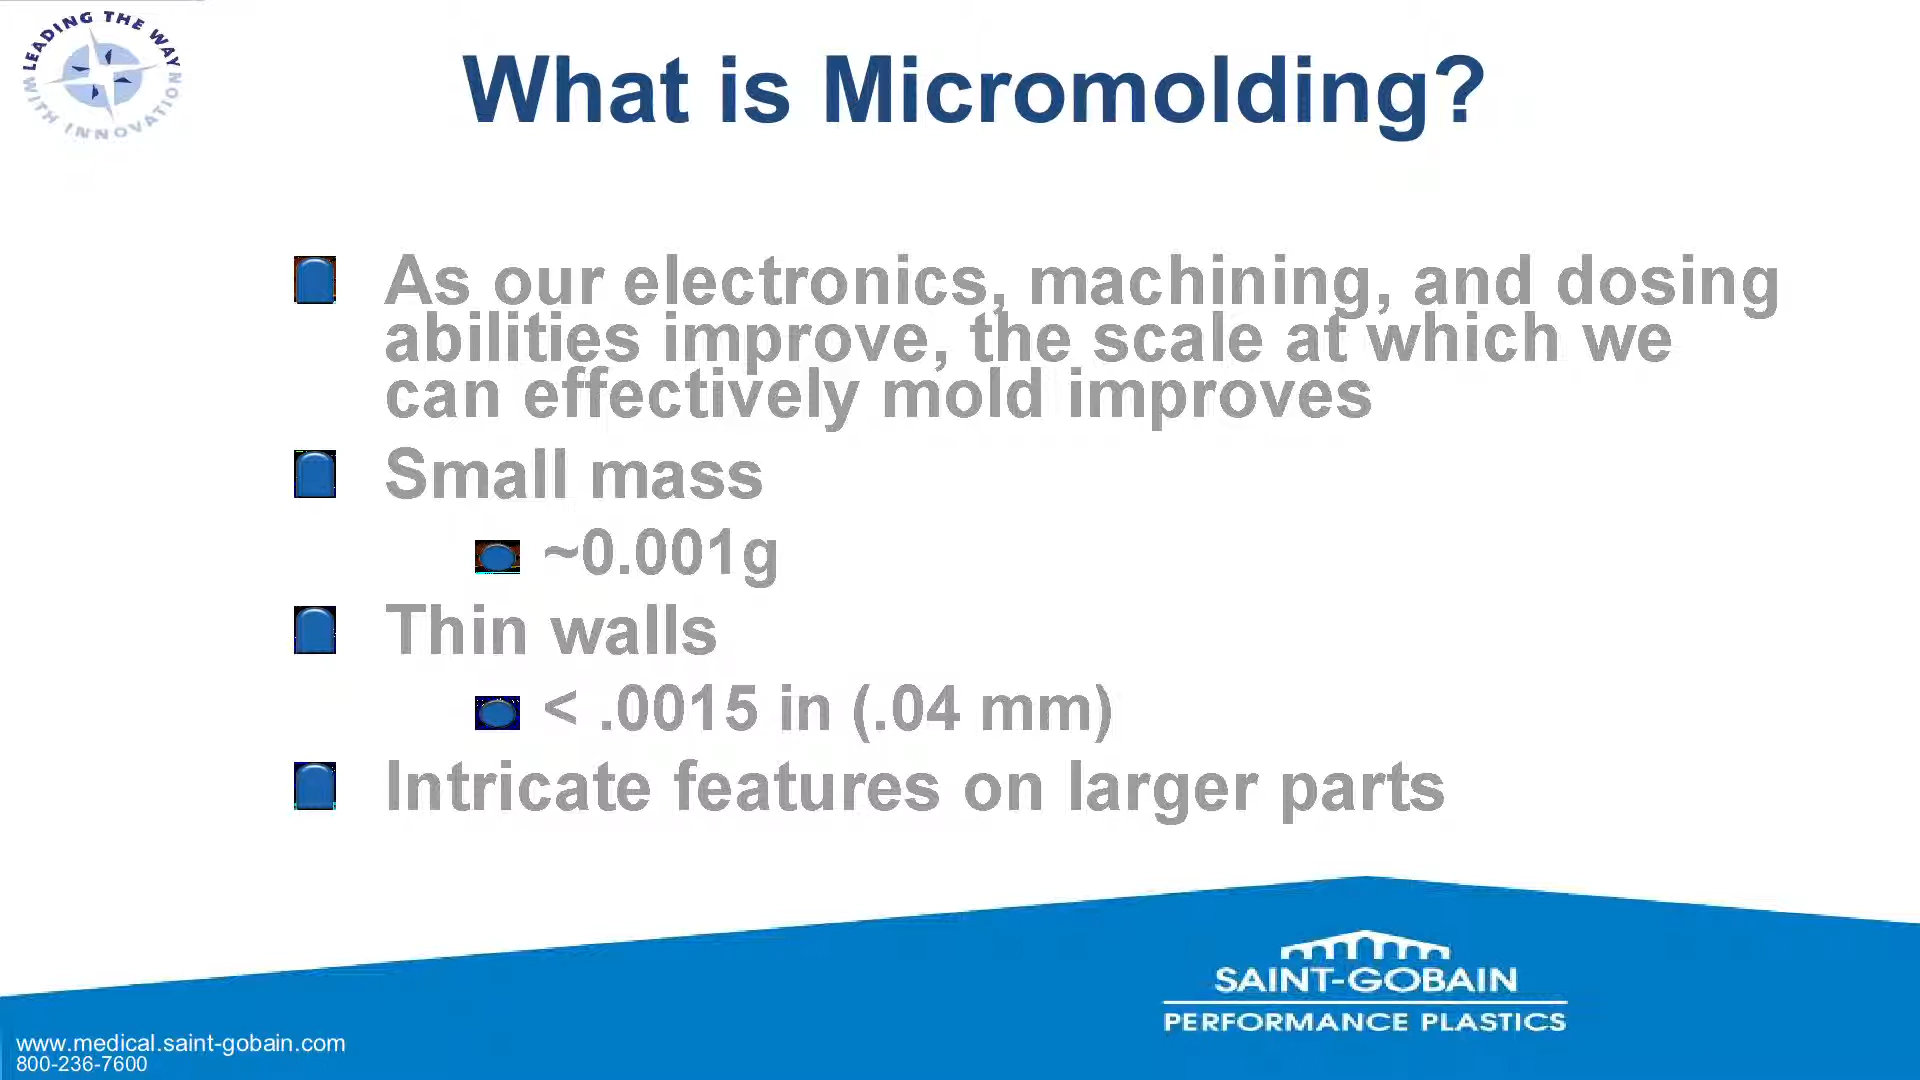 LEADING THE WAY
WITH INNOVATION
What is Micromolding?
As our electronics, machining, and dosing
abilities improve, the scale at which we
can effectively mold improves
Small mass
~0.001g
Thin walls
< .0015 in (.04 mm)
Intricate features on larger parts
SAINT-GOBAIN
PERFORMANCE PLASTICS
www.medical.saint-gobain.com
800-236-7600